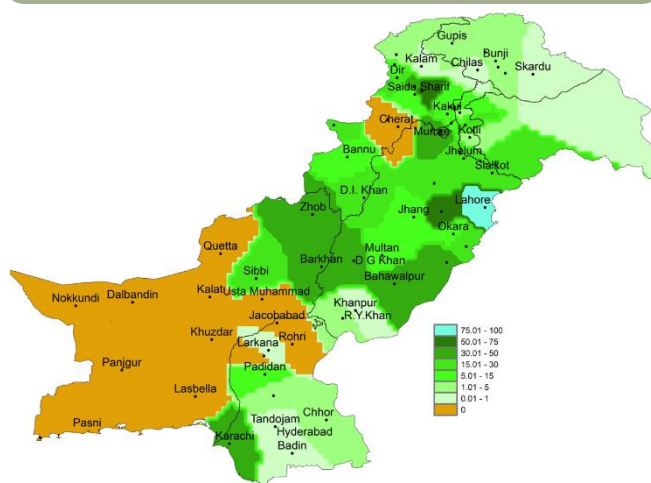 Gupis
Kalam
Bunji
Chilas
Skardu
Dir
Saidu Sharif
Kakul
Cherat
Murree
Kotli
Bannu
Jhelum
Sialkot
D.I. Khan
Zhob
Lahore
Jhang
Okara
Quetta
Multan
Barkhan
D G Khan
Sibbi
Bahawalpur
Kalat
Usta Muhammad
Nokkundi
Dalbandin
Khanpur
R.Y.Khan
Jacobabad
Khuzdar
Rohri
Larkana
Panjgur
Padidan
Lasbella
Chhor
Pasni
Tandojam
Karachi
Hyderabad
Badin
75.01 - 100
50.01 - 75
30.01 - 50
15.01 - 30
5.01 - 15
1.01 - 5
0.01 - 1
0